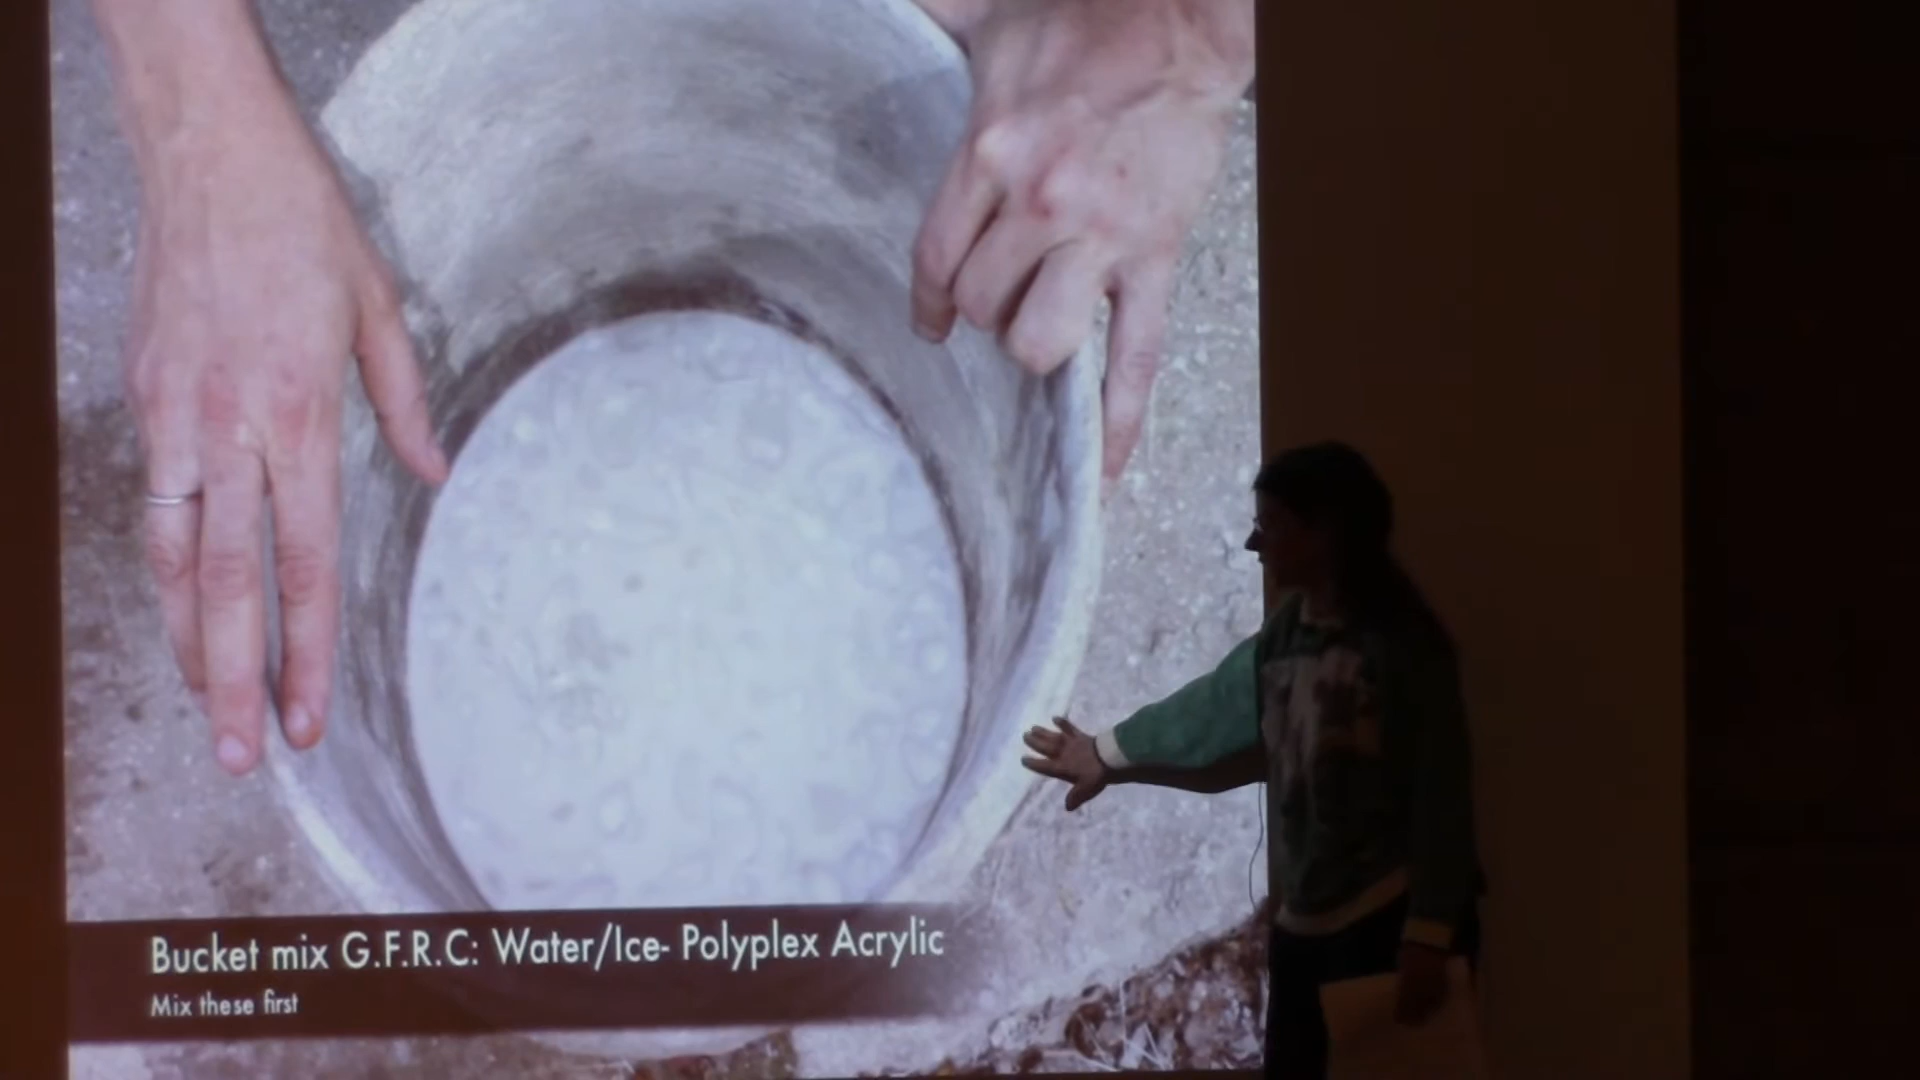 Bucket mix G.F.R.C: Water/Ice- Polyplex Acrylic
Mix these first